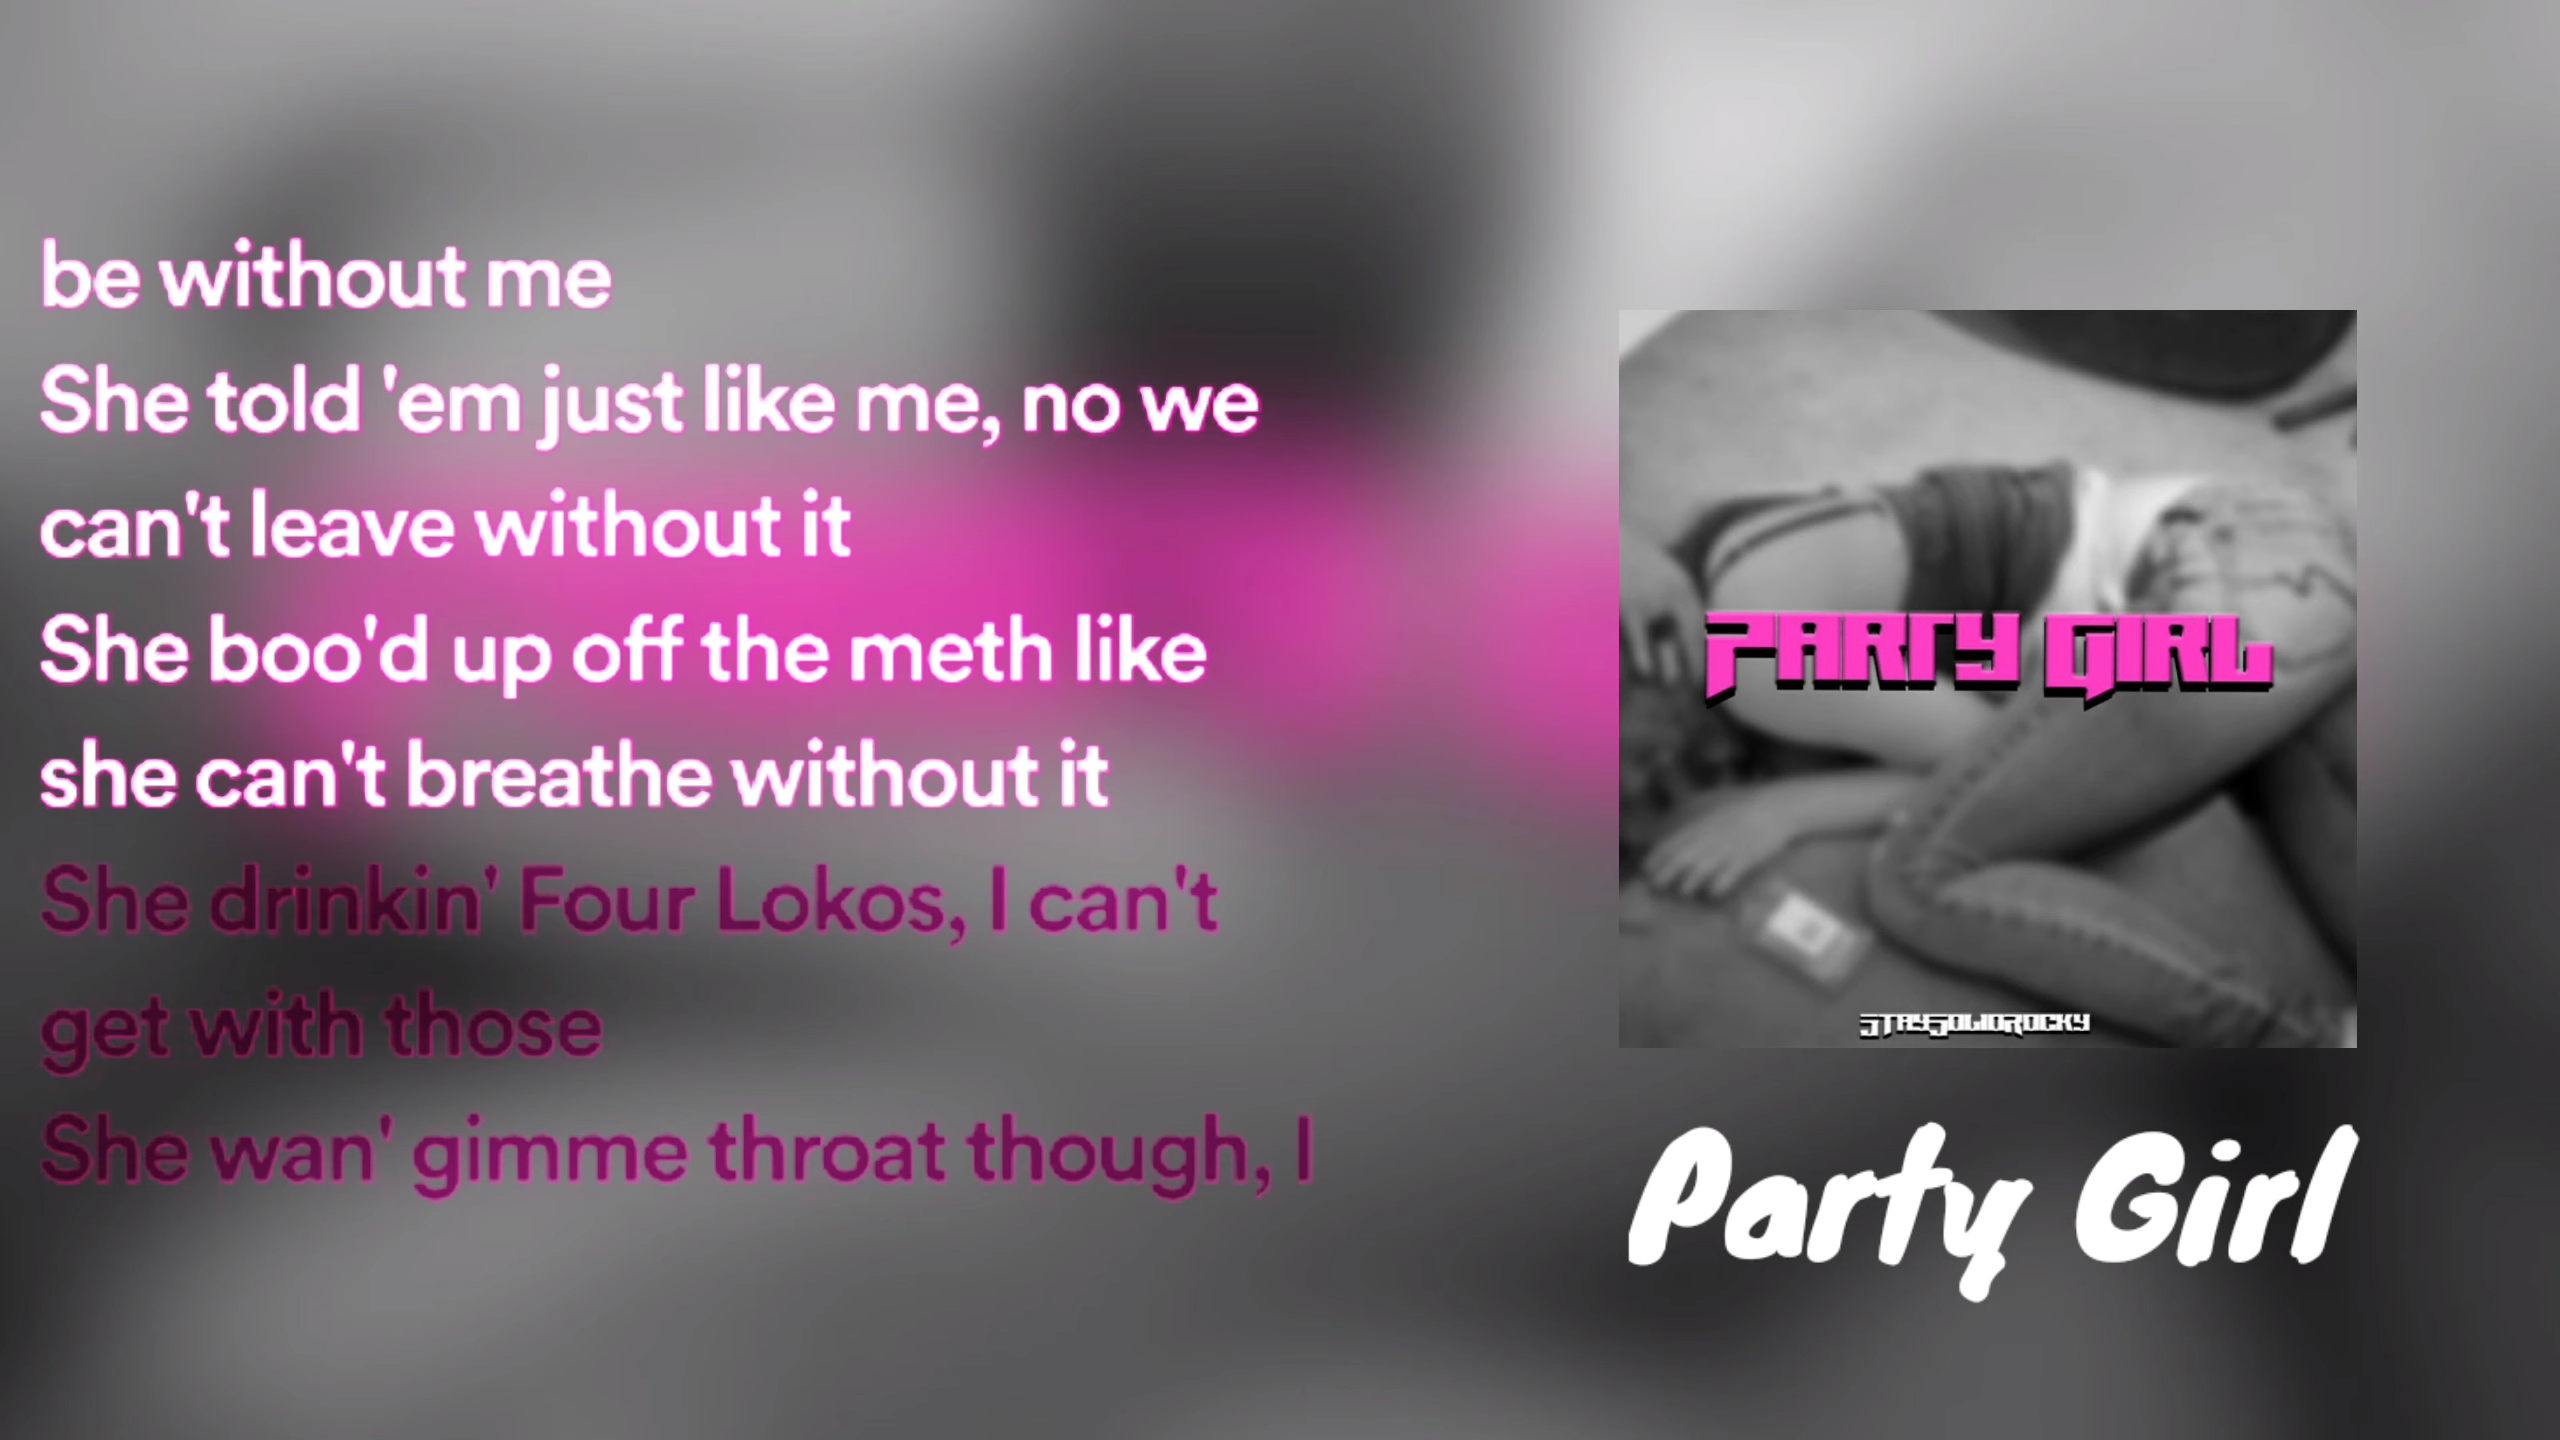 be without me
She told 'em just like me, no we
can't leave without it
She boo'd up off the meth like
she can't breathe without it
She drinkin' Four Lokos, I can't
get with those
She wan' gimme throat though, I
PARTY GIRL
STAYSOLIDROCKY
Party Girl